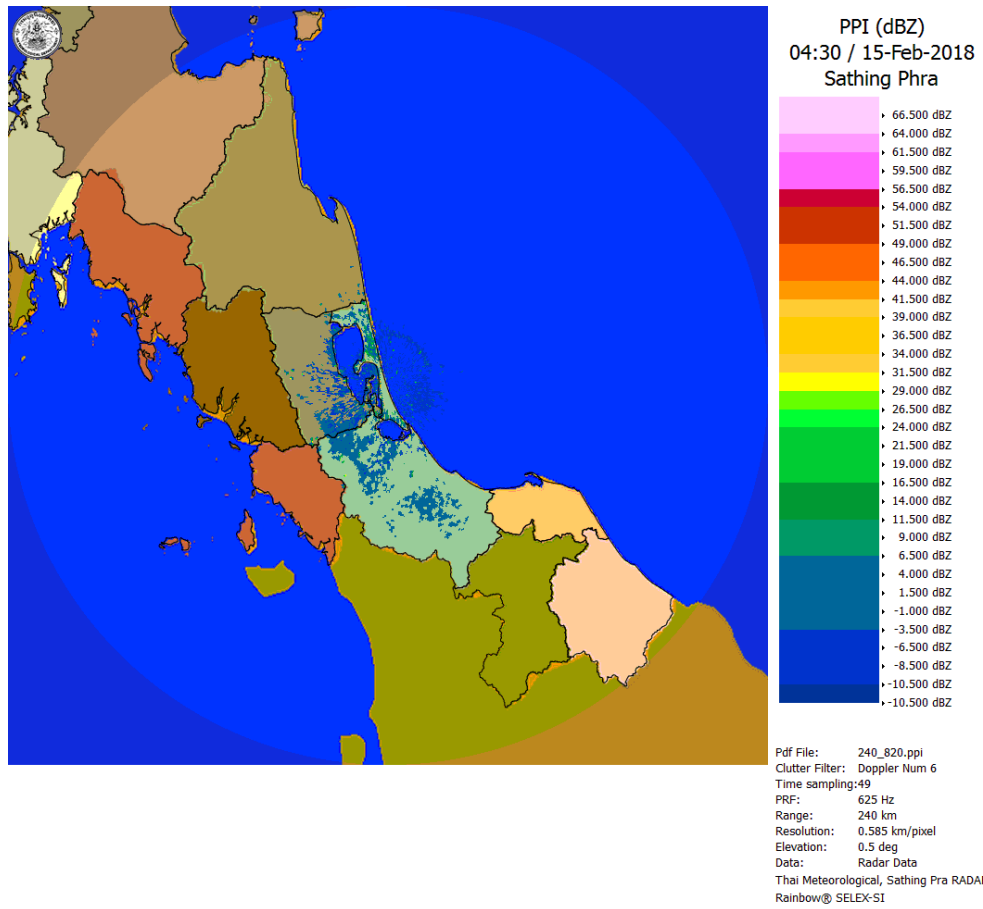 PPI (dBZ)
04:30 / 15-Feb-2018
Sathing Phra
66.500 dBZ
64.000 dBZ
61.500 dBZ
59.500 dBZ
56.500 dBZ
54.000 dBZ
51.500 dBZ
49.000 dBZ
46.500 dBZ
44.000 dBZ
41.500 dBZ
39.000 dBZ
36.500 dBZ
34.000 dBZ
31.500 dBZ
29.000 dBZ
26.500 dBZ
24.000 dBZ
21.500 dBZ
19.000 dBZ
16.500 dBZ
14.000 dBZ
11.500 dBZ
9.000 dBZ
6.500 dBZ
4.000 dBZ
1.500 dBZ
-1.000 dBZ
-3.500 dBZ
-6.500 dBZ
-8.500 dBZ
-10.500 dBZ
-10.500 dBZ
Pdf File: 240_820.ppi
Clutter Filter: Doppler Num 6
Time sampling:49
PRF: 625 Hz
Range: 240 km
Resolution: 0.585 km/pixel
Elevation: 0.5 deg
Data: Radar Data
Thai Meteorological, Sathing Pra RADA
Rainbow® SELEX-SI